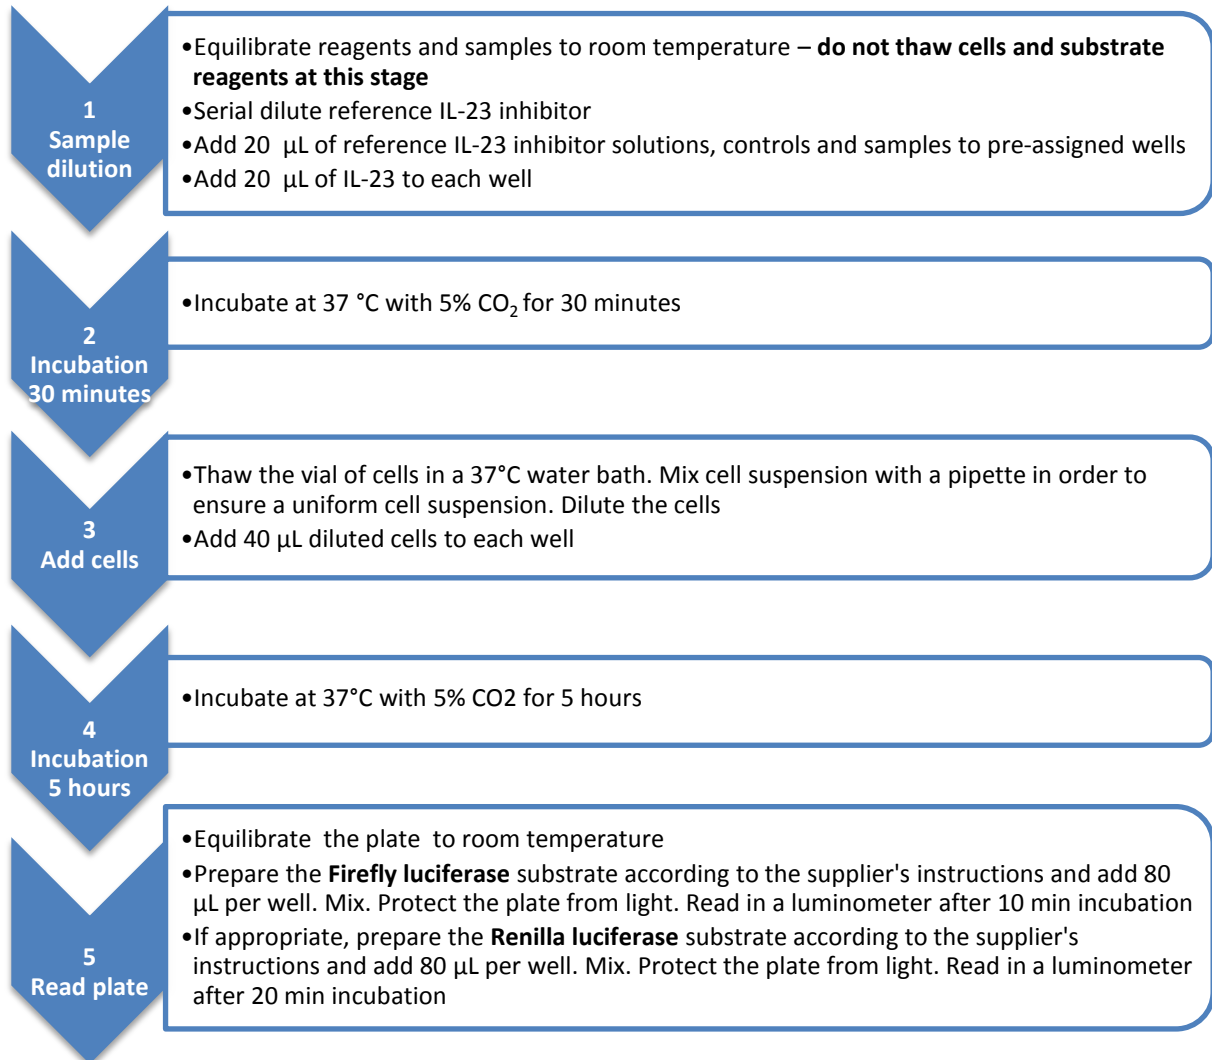 1
Sample
dilution
•Equilibrate reagents and samples to room temperature – do not thaw cells and substrate
reagents at this stage
•Serial dilute reference IL-23 inhibitor
•Add 20  µL of reference IL-23 inhibitor solutions, controls and samples to pre-assigned wells
•Add 20  µL of IL-23 to each well
2
Incubation
30 minutes
•Incubate at 37 °C with 5% CO₂ for 30 minutes
3
Add cells
•Thaw the vial of cells in a 37°C water bath. Mix cell suspension with a pipette in order to
ensure a uniform cell suspension. Dilute the cells
•Add 40 µL diluted cells to each well
4
Incubation
5 hours
•Incubate at 37°C with 5% CO2 for 5 hours
5
Read plate
•Equilibrate  the plate  to room temperature
•Prepare the Firefly luciferase substrate according to the supplier's instructions and add 80
µL per well. Mix. Protect the plate from light. Read in a luminometer after 10 min incubation
•If appropriate, prepare the Renilla luciferase substrate according to the supplier's
instructions and add 80 µL per well. Mix. Protect the plate from light. Read in a luminometer
after 20 min incubation